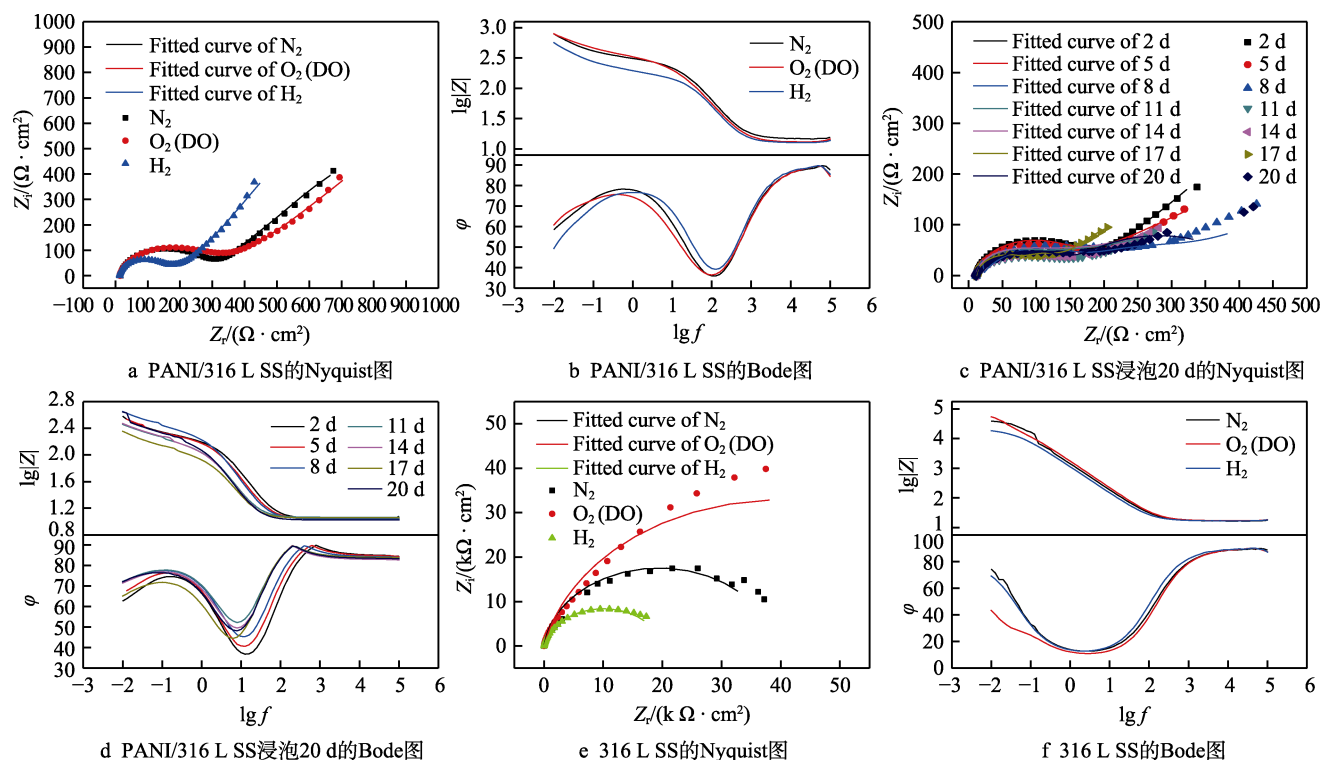 1000
900
800
700
600
500
400
300
200
100
0
Zᵢ/(Ω · cm²)
Fitted curve of N₂
Fitted curve of O₂ (DO)
Fitted curve of H₂
N₂
O₂ (DO)
H₂
−100 0 100 200 300 400 500 600 700 800 900 1000
Zᵣ/(Ω · cm²)
a PANI/316 L SS的Nyquist图
3.0
2.5
2.0
1.5
1.0
lg|Z|
N₂
O₂ (DO)
H₂
90
80
70
60
50
40
30
φ
−3 −2 −1 0 1 2 3 4 5 6
lg f
b PANI/316 L SS的Bode图
500
400
300
200
100
0
Zᵢ/(Ω · cm²)
Fitted curve of 2 d
Fitted curve of 5 d
Fitted curve of 8 d
Fitted curve of 11 d
Fitted curve of 14 d
Fitted curve of 17 d
Fitted curve of 20 d
2 d
5 d
8 d
11 d
14 d
17 d
20 d
0 50 100 150 200 250 300 350 400 450 500
Zᵣ/(Ω · cm²)
c PANI/316 L SS浸泡20 d的Nyquist图
2.8
2.4
2.0
1.6
1.2
0.8
lg|Z|
2 d
5 d
8 d
11 d
14 d
17 d
20 d
90
80
70
60
50
40
30
φ
−3 −2 −1 0 1 2 3 4 5 6
lg f
d PANI/316 L SS浸泡20 d的Bode图
50
40
30
20
10
0
Zᵢ/(kΩ · cm²)
Fitted curve of N₂
Fitted curve of O₂ (DO)
Fitted curve of H₂
N₂
O₂ (DO)
H₂
0 10 20 30 40 50
Zᵣ/(k Ω · cm²)
e 316 L SS的Nyquist图
5
4
3
2
1
lg|Z|
N₂
O₂ (DO)
H₂
100
80
60
40
20
0
φ
−3 −2 −1 0 1 2 3 4 5 6
lg f
f 316 L SS的Bode图